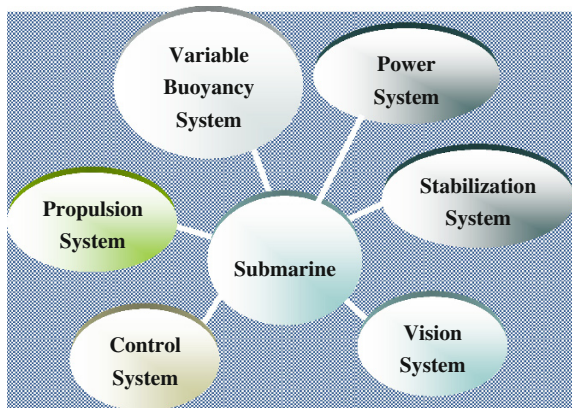 Variable
Buoyancy
System
Power
System
Stabilization
System
Propulsion
System
Submarine
Control
System
Vision
System